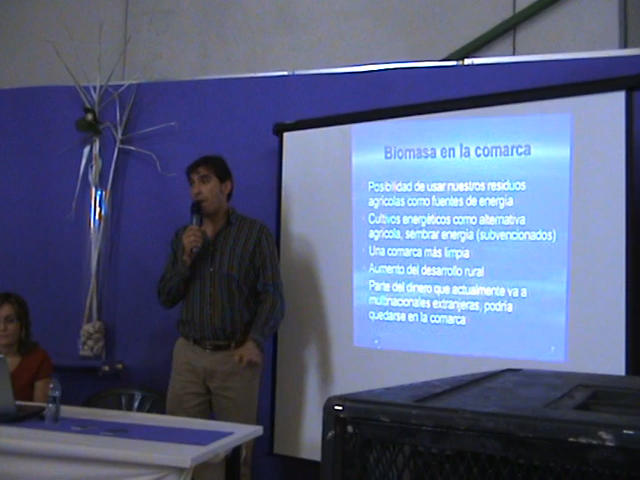 Biomasa en la comarca
Posibilidad de usar nuestros residuos
agrícolas como fuentes de energía
Cultivos energéticos como alternativa
agrícola, sembrar energía (subvencionados)
Una comarca más limpia
Aumento del desarrollo rural
Parte del dinero que actualmente va a
multinacionales extranjeras, podría
quedarse en la comarca